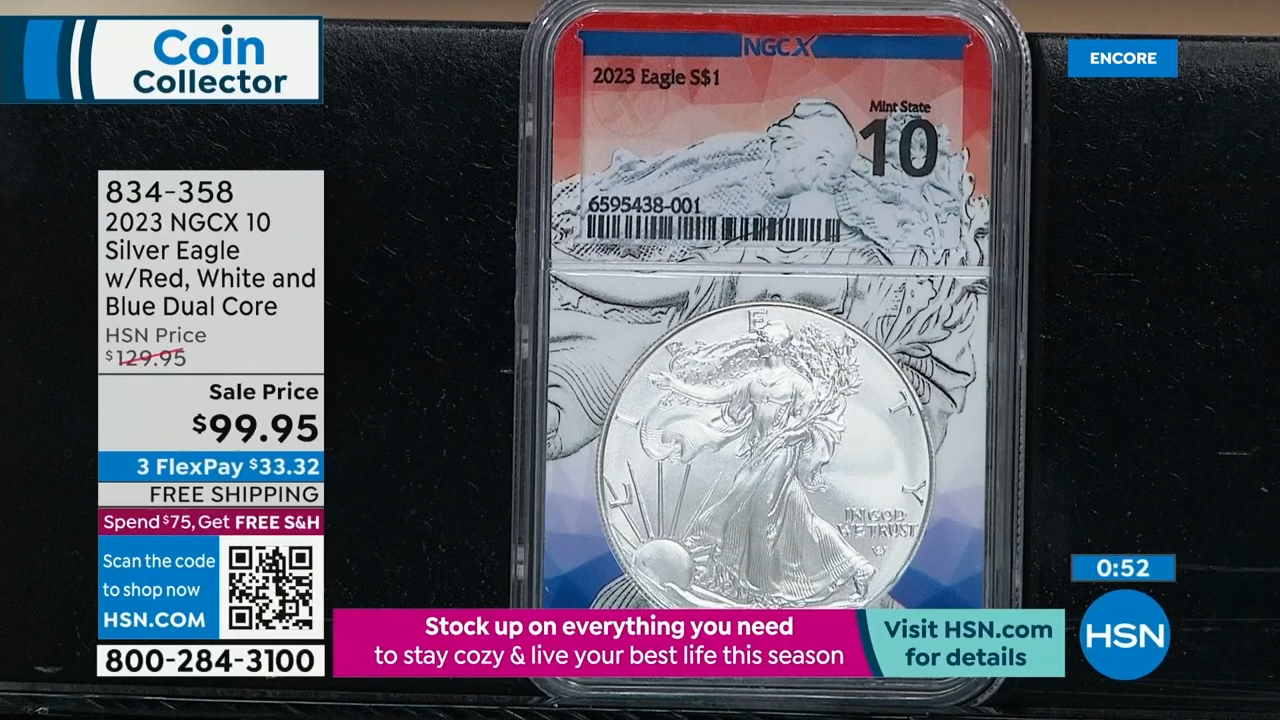 Coin
Collector
ENCORE
NGCX
2023 Eagle S$1
Mint State
10
6595438-001
834-358
2023 NGCX 10
Silver Eagle
w/Red, White and
Blue Dual Core
HSN Price
$129.95
Sale Price
$99.95
3 FlexPay $33.32
FREE SHIPPING
Spend $75, Get FREE S&H
Scan the code
to shop now
HSN.COM
800-284-3100
LIBERTY
IN GOD
WE TRUST
0:52
HSN
Stock up on everything you need
to stay cozy & live your best life this season
Visit HSN.com
for details